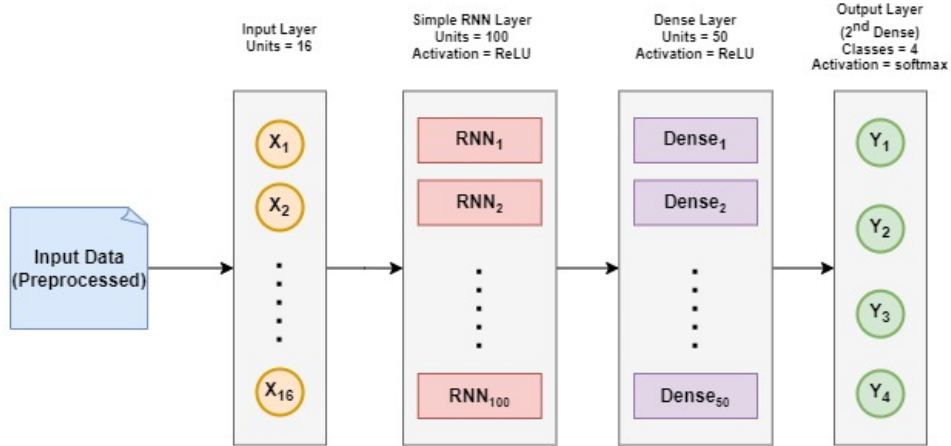 Input Layer
Units = 16
Simple RNN Layer
Units = 100
Activation = ReLU
Dense Layer
Units = 50
Activation = ReLU
Output Layer
(2nd Dense)
Classes = 4
Activation = softmax
Input Data
(Preprocessed)
X1
X2
X16
RNN1
RNN2
RNN100
Dense1
Dense2
Dense50
Y1
Y2
Y3
Y4